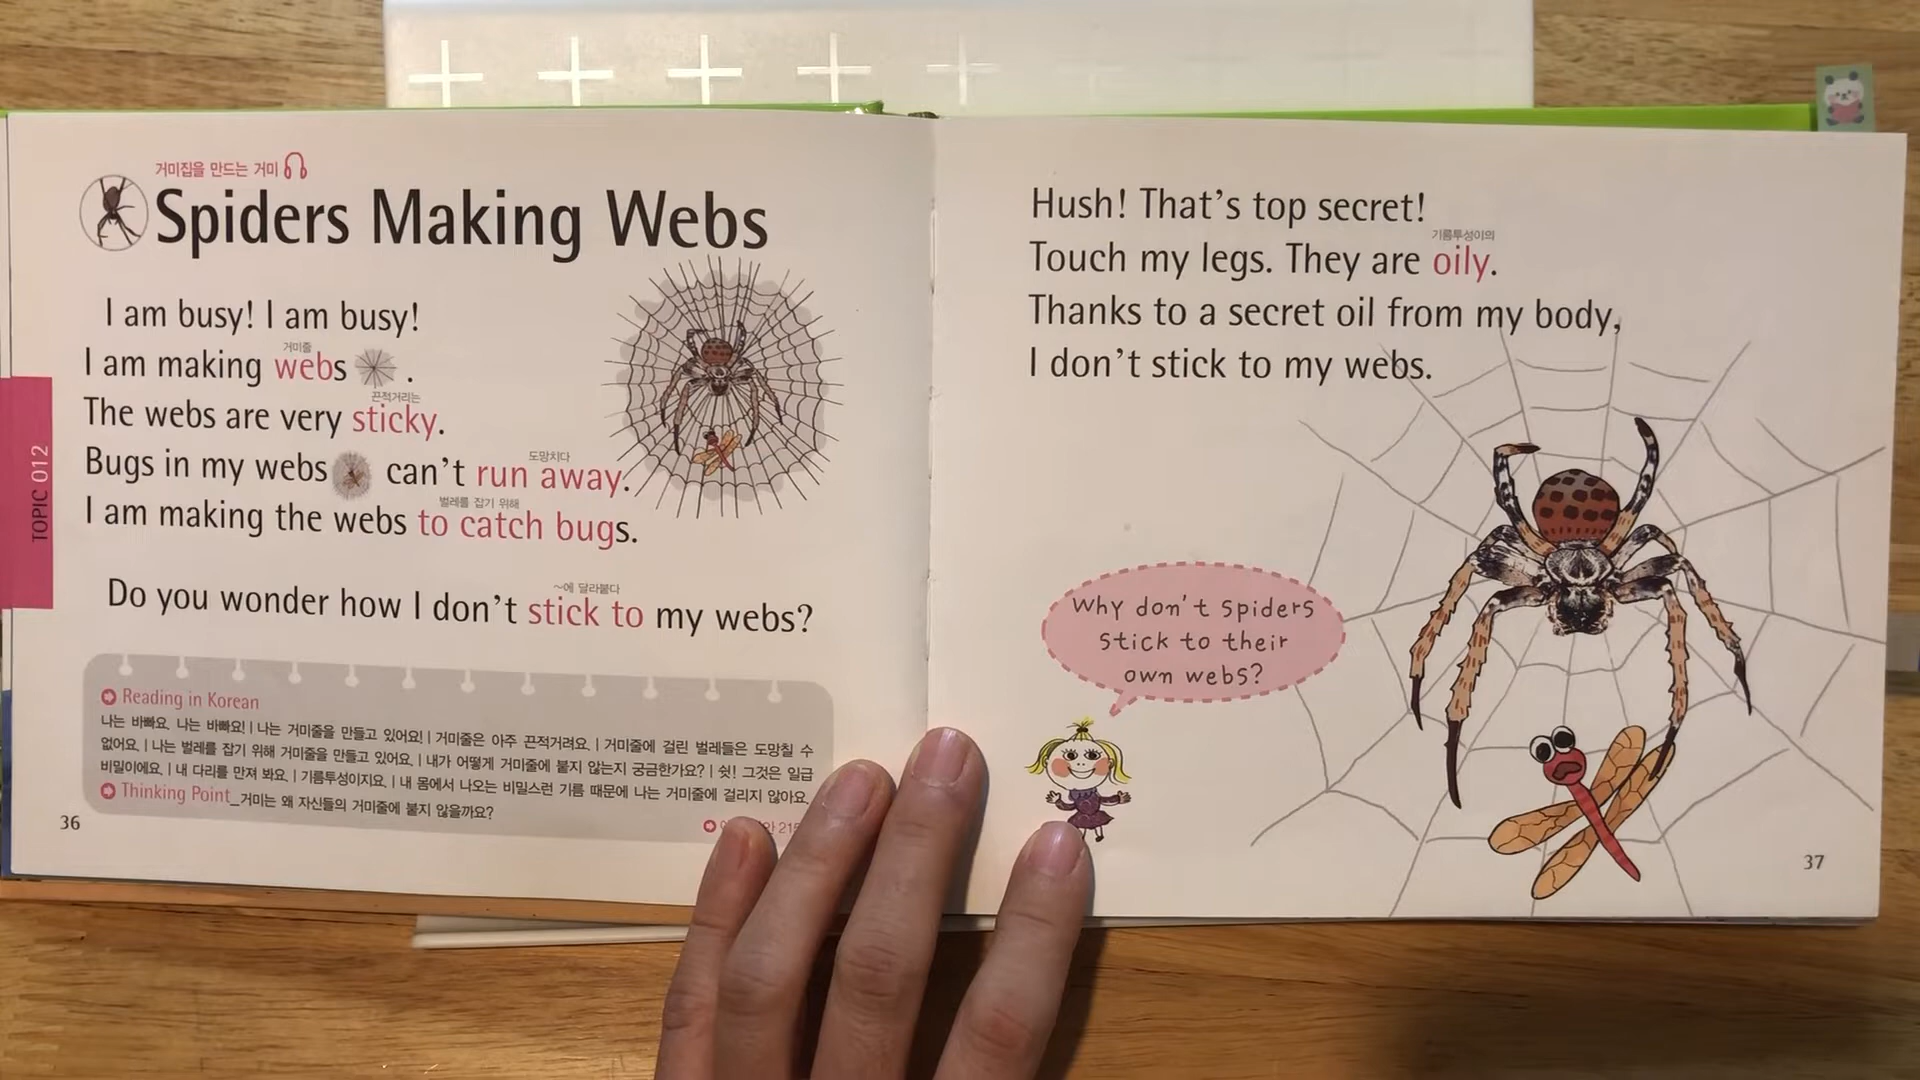 거미집을 만드는 거미
Spiders Making Webs
I am busy! I am busy!
거미줄
I am making webs .
끈적거리는
The webs are very sticky.
도망치다
Bugs in my webs can't run away.
벌레를 잡기 위해
I am making the webs to catch bugs.
~에 달라붙다
Do you wonder how I don't stick to my webs?
TOPIC 012
Reading in Korean
나는 바빠요. 나는 바빠요! | 나는 거미줄을 만들고 있어요! | 거미줄은 아주 끈적거려요. | 거미줄에 걸린 벌레들은 도망칠 수
없어요. | 나는 벌레를 잡기 위해 거미줄을 만들고 있어요. | 내가 어떻게 거미줄에 붙지 않는지 궁금한가요? | 쉿! 그것은 일급
비밀이에요. | 내 다리를 만져 봐요. | 기름투성이지요. | 내 몸에서 나오는 비밀스런 기름 때문에 나는 거미줄에 걸리지 않아요.
Thinking Point_거미는 왜 자신들의 거미줄에 붙지 않을까요?
36
Hush! That's top secret!
기름투성이의
Touch my legs. They are oily.
Thanks to a secret oil from my body,
I don't stick to my webs.
Why don't spiders
stick to their
own webs?
37